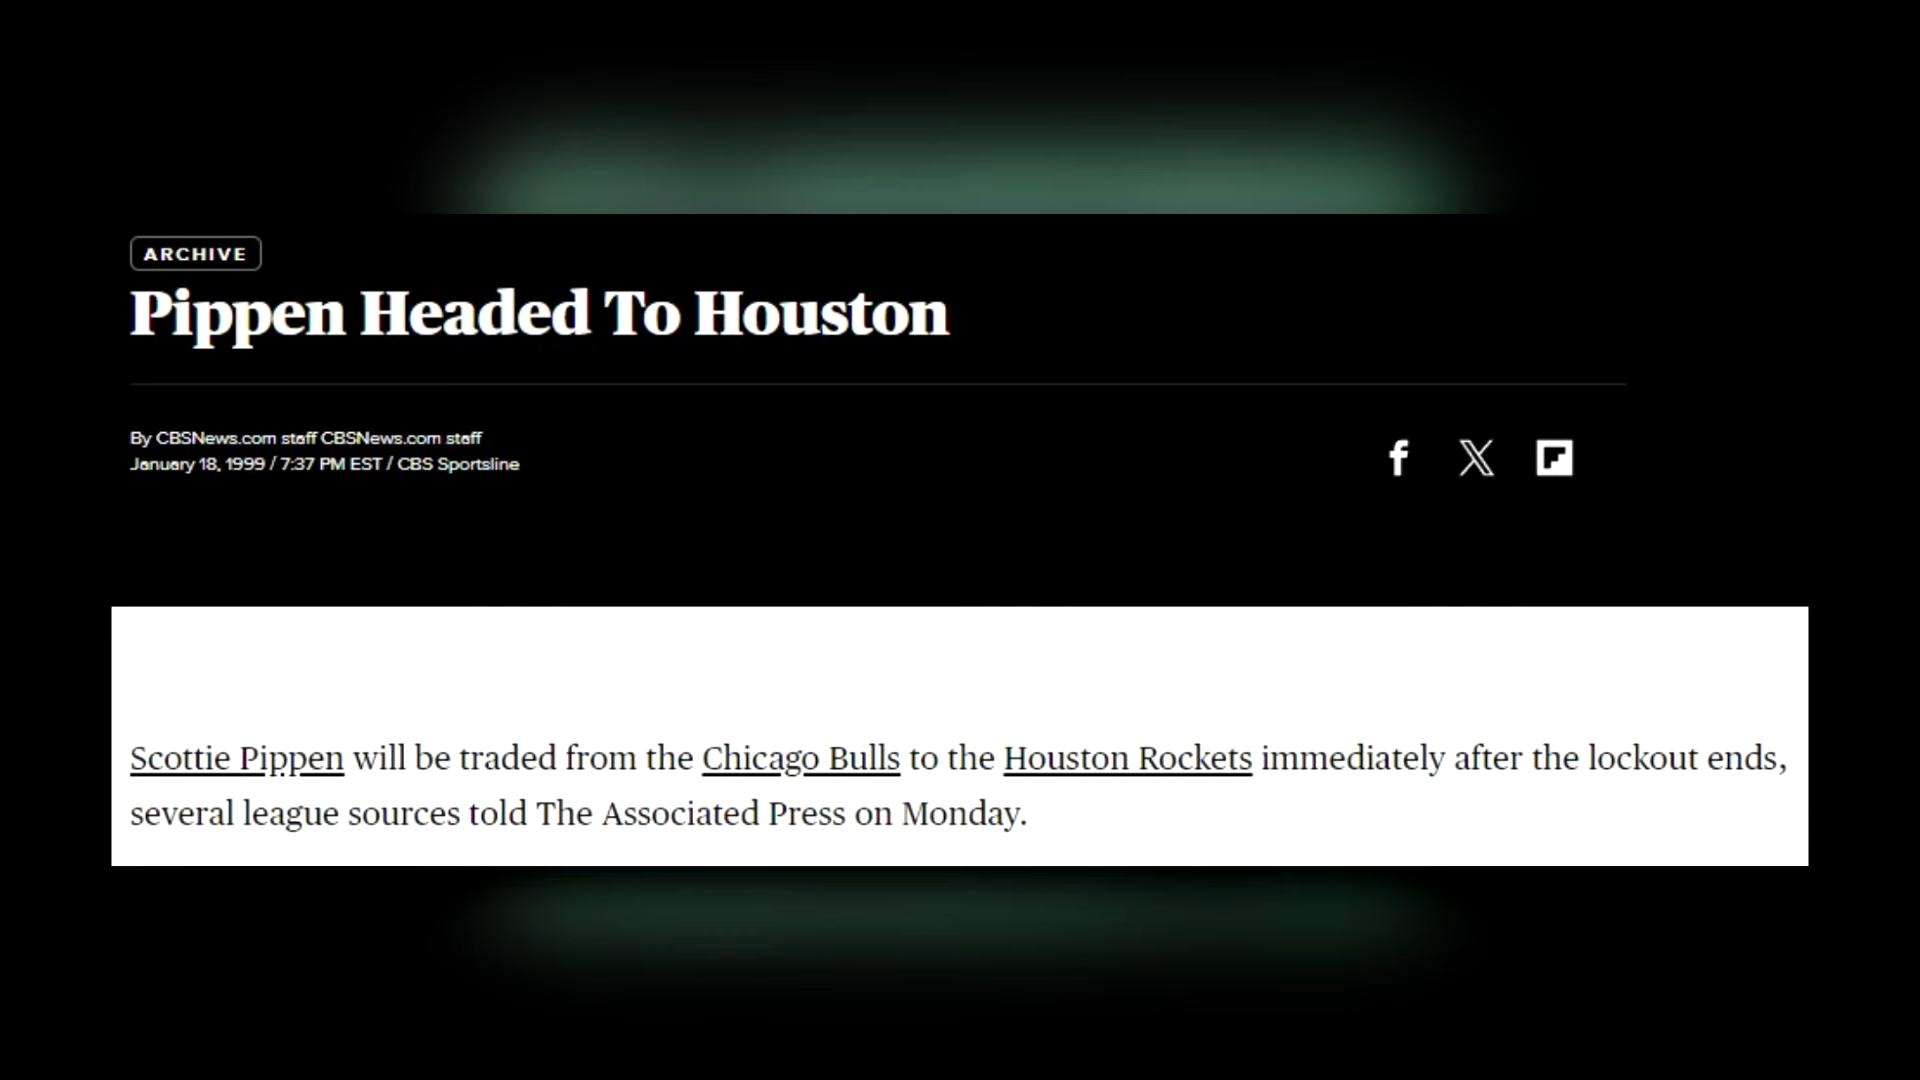 ARCHIVE
Pippen Headed To Houston
By CBSNews.com staff CBSNews.com staff
January 18, 1999 / 7:37 PM EST / CBS Sportsline
Scottie Pippen will be traded from the Chicago Bulls to the Houston Rockets immediately after the lockout ends,
several league sources told The Associated Press on Monday.